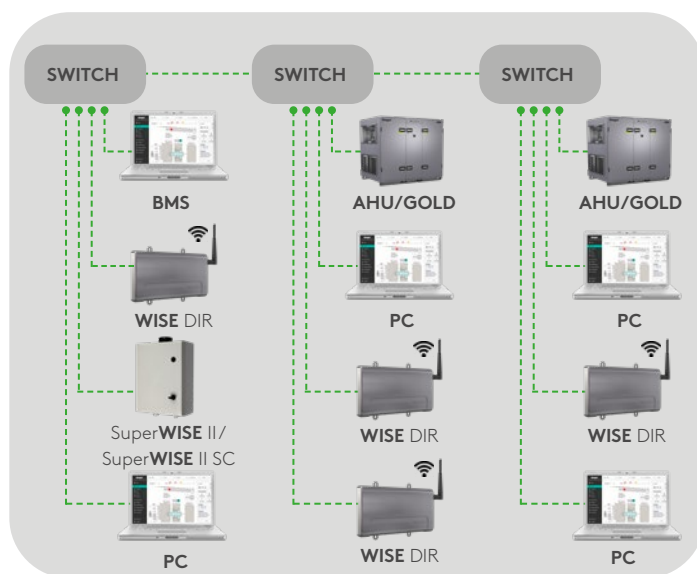 SWITCH
SWITCH
SWITCH
BMS
AHU/GOLD
AHU/GOLD
WISE DIR
PC
PC
SuperWISE II/
SuperWISE II SC
WISE DIR
WISE DIR
PC
WISE DIR
PC